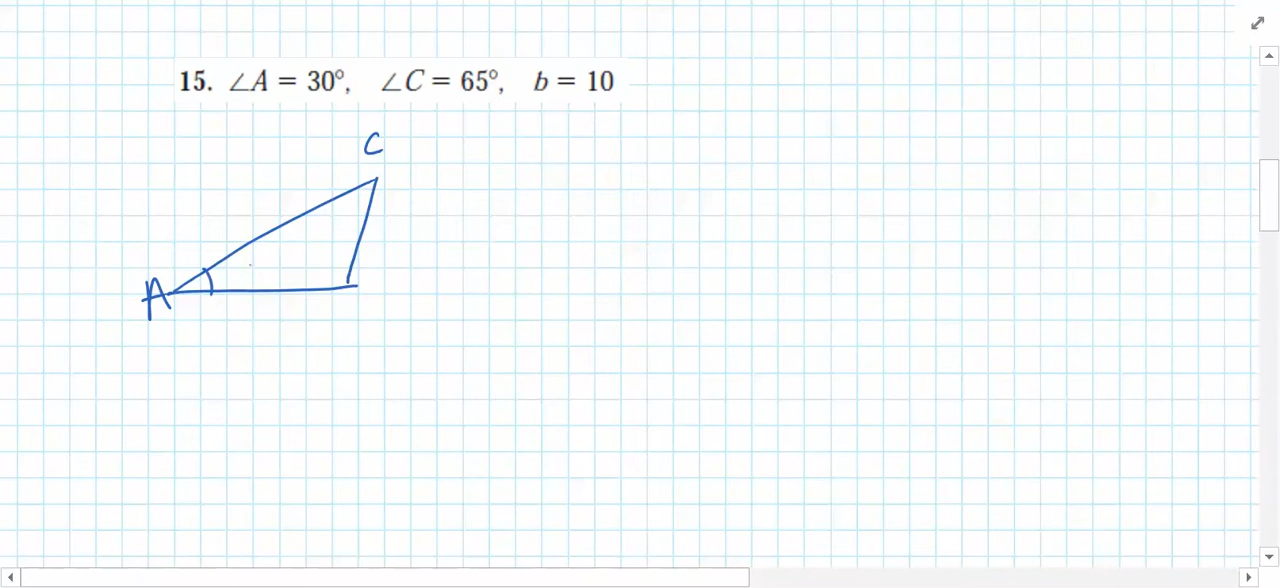 15. ∠A = 30°, ∠C = 65°, b = 10
C
A